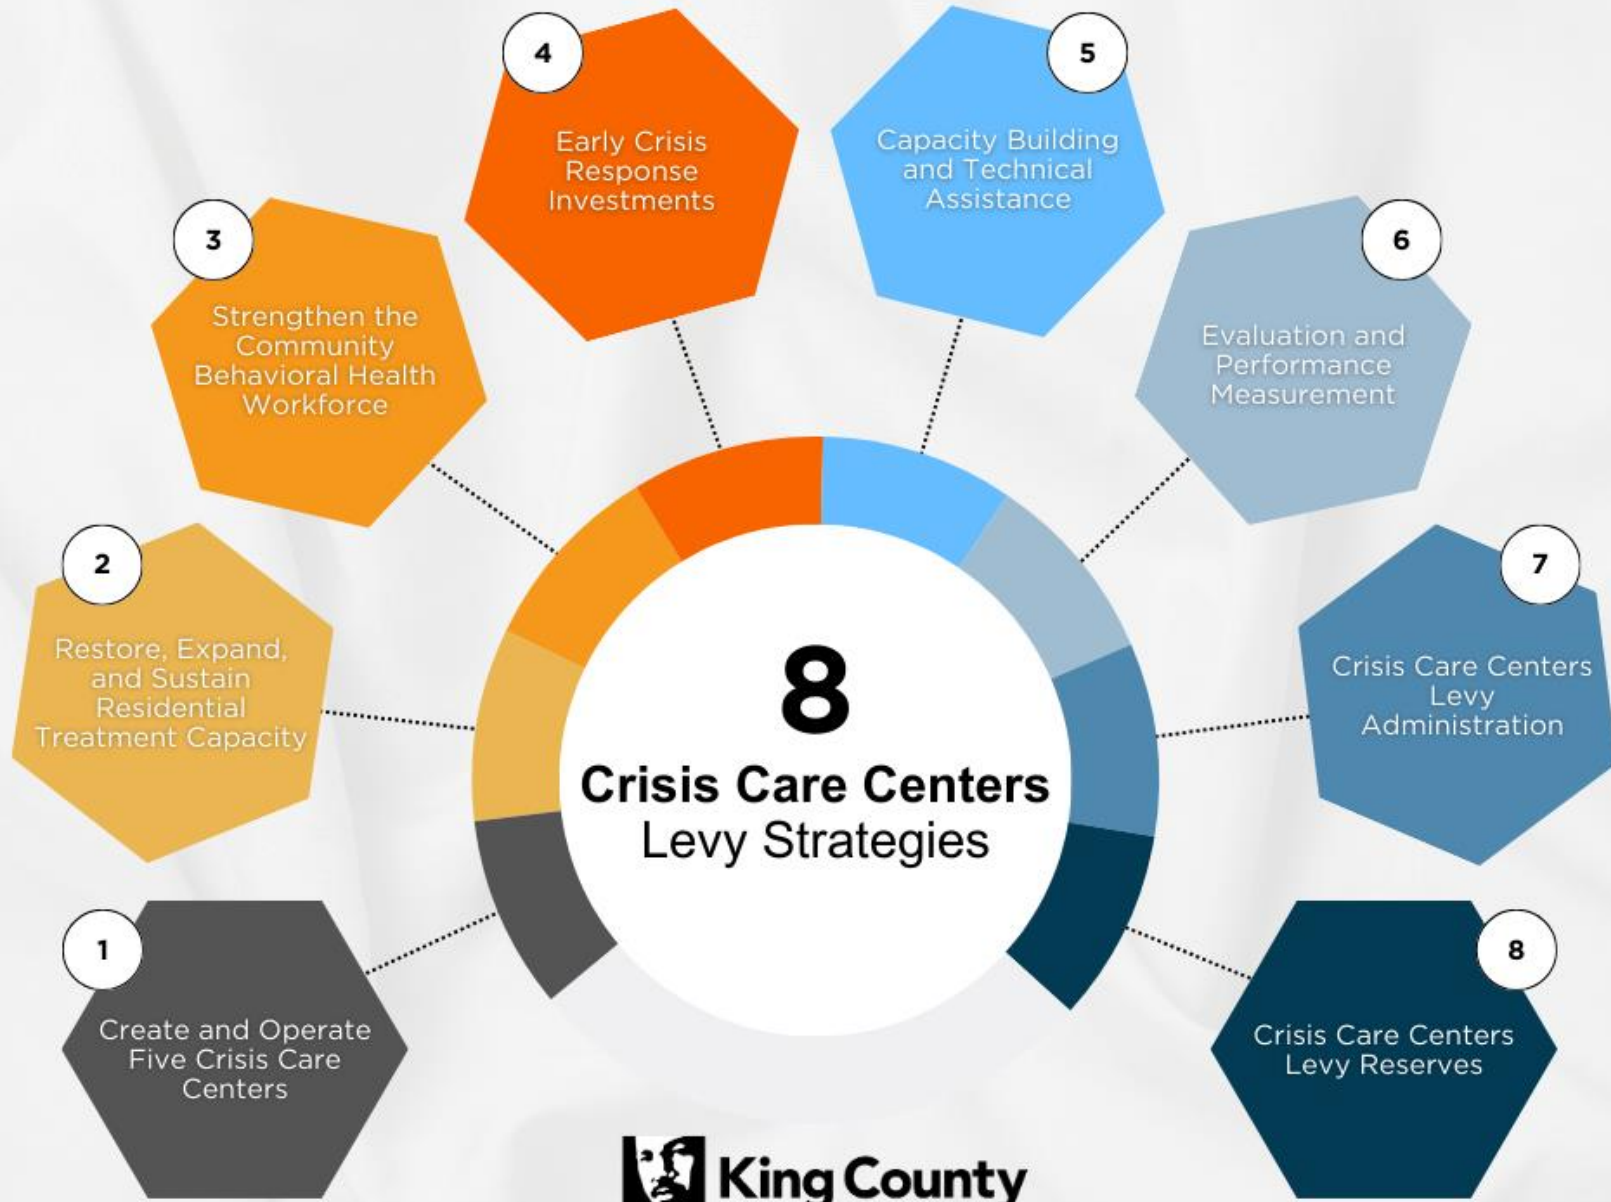 4
Early Crisis
Response
Investments
5
Capacity Building
and Technical
Assistance
3
Strengthen the
Community
Behavioral Health
Workforce
6
Evaluation and
Performance
Measurement
2
Restore, Expand,
and Sustain
Residential
Treatment Capacity
7
Crisis Care Centers
Levy
Administration
8
Crisis Care Centers
Levy Strategies
1
Create and Operate
Five Crisis Care
Centers
8
Crisis Care Centers
Levy Reserves
King County